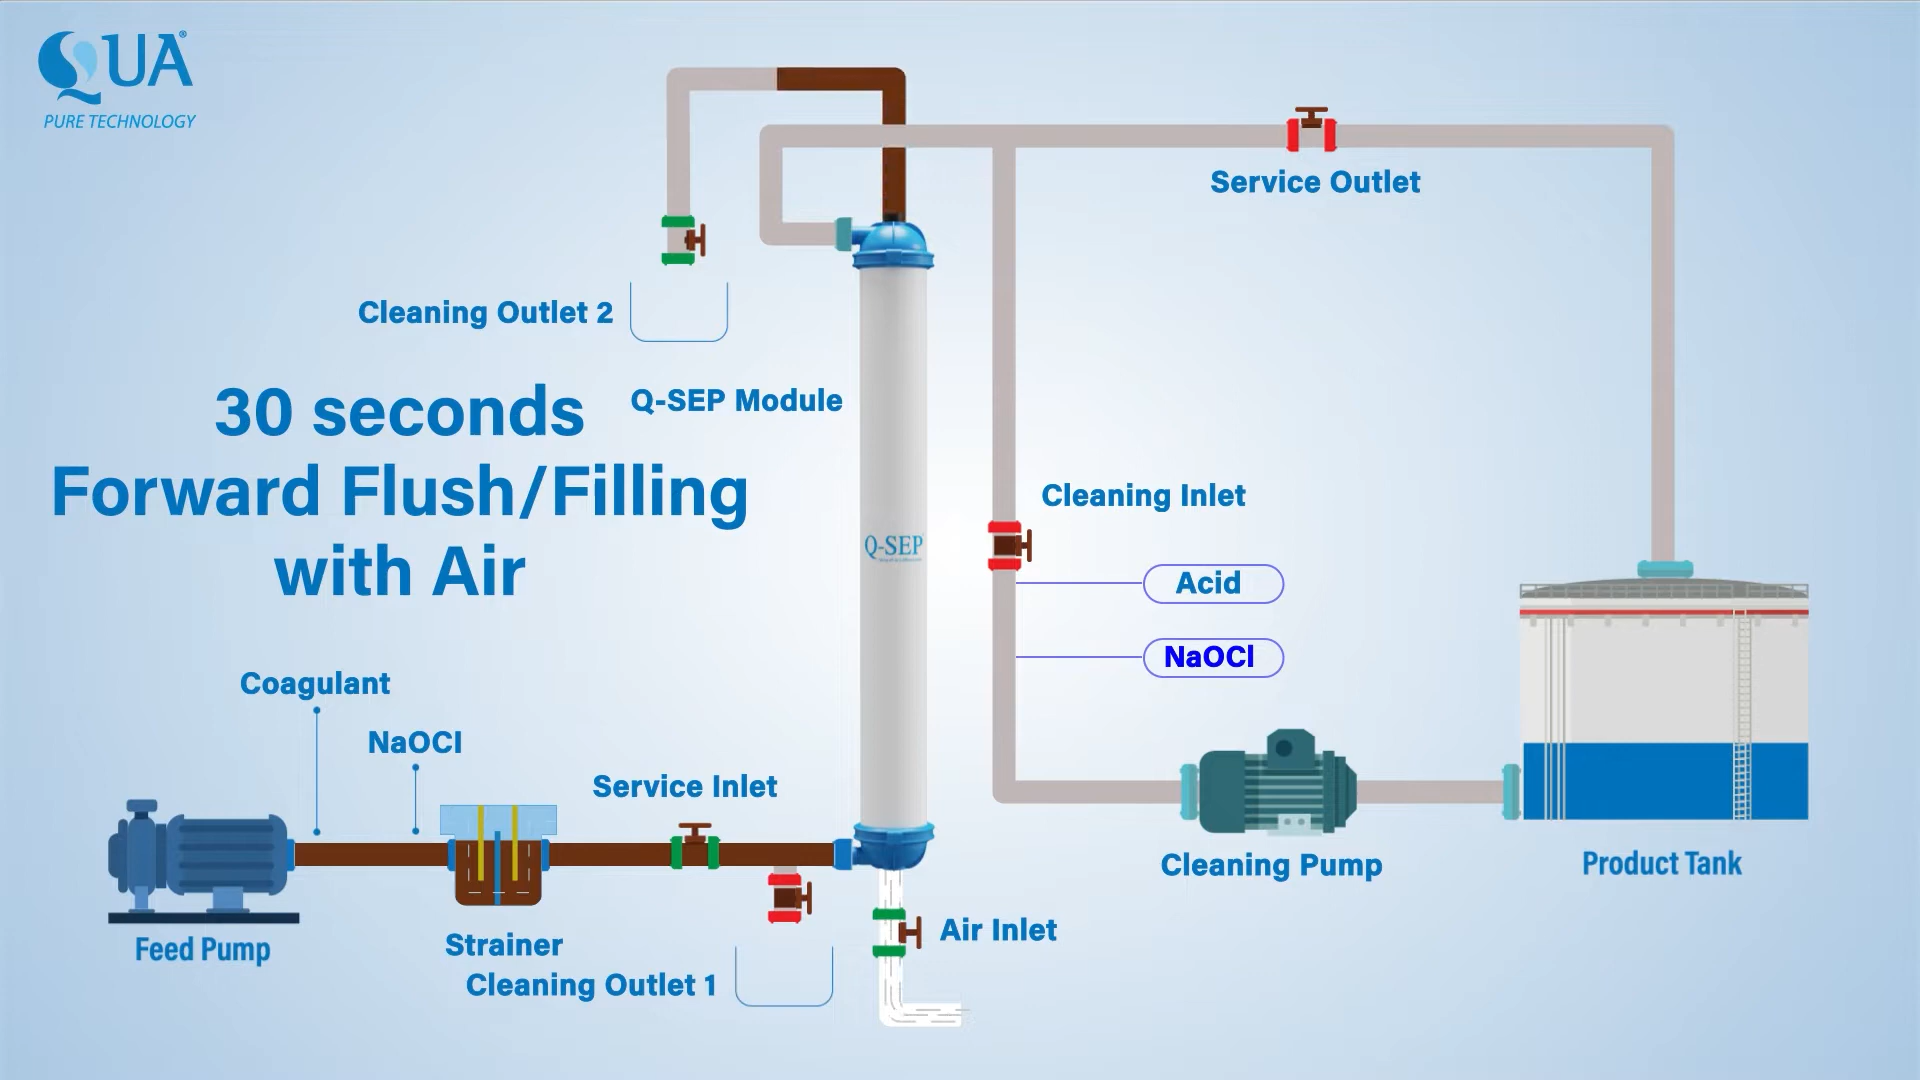 QUA®
PURE TECHNOLOGY
Service Outlet
Cleaning Outlet 2
30 seconds
Forward Flush/Filling
with Air
Q-SEP Module
Q-SEP
Cleaning Inlet
Acid
NaOCl
Coagulant
NaOCl
Service Inlet
Feed Pump
Strainer
Cleaning Outlet 1
Air Inlet
Cleaning Pump
Product Tank